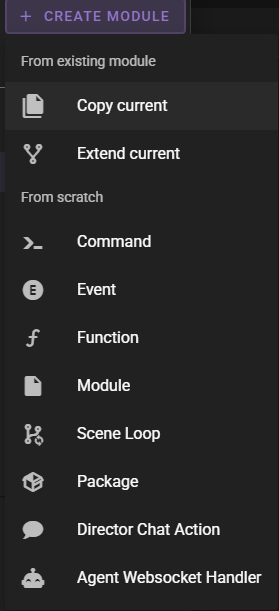 + CREATE MODULE
From existing module
Copy current
Extend current
From scratch
Command
E Event
Function
Module
Scene Loop
Package
Director Chat Action
Agent Websocket Handler